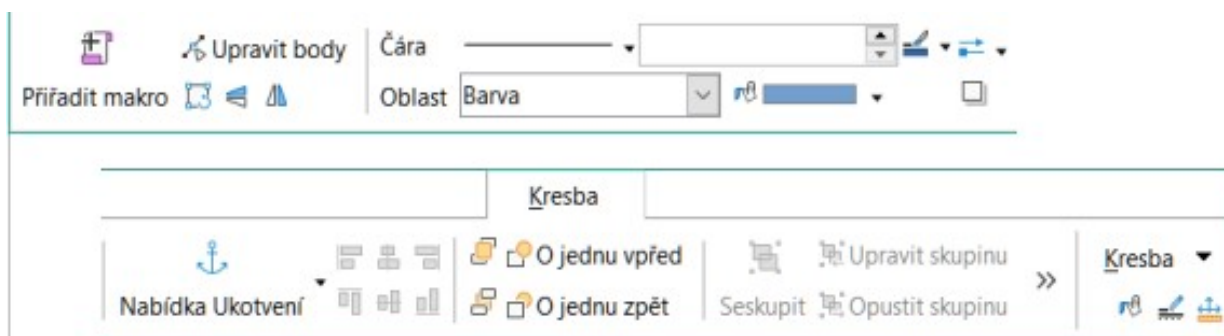 Upravit body Čára
Přiřadit makro Oblast Barva
Kresba
O jednu vpřed Upravit skupinu Kresba
Nabídka Ukotvení O jednu zpět Seskupit Opustit skupinu